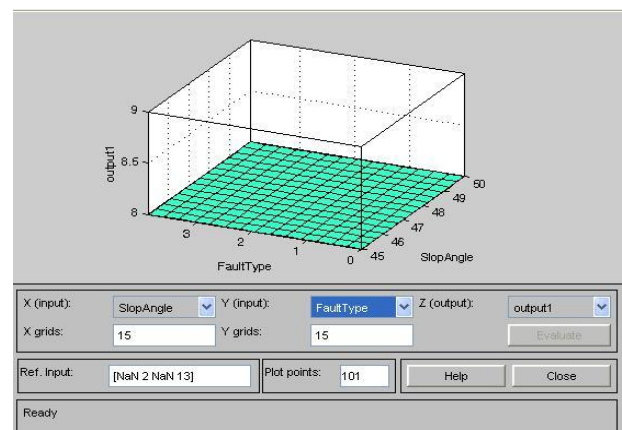 9
8.5
8
output1
3
2
1
0
FaultType
45
46
47
48
49
50
SlopAngle
X (input): SlopAngle Y (input): FaultType Z (output): output1
X grids: 15 Y grids: 15 Evaluate
Ref. Input: [NaN 2 NaN 13] Plot points: 101 Help Close
Ready